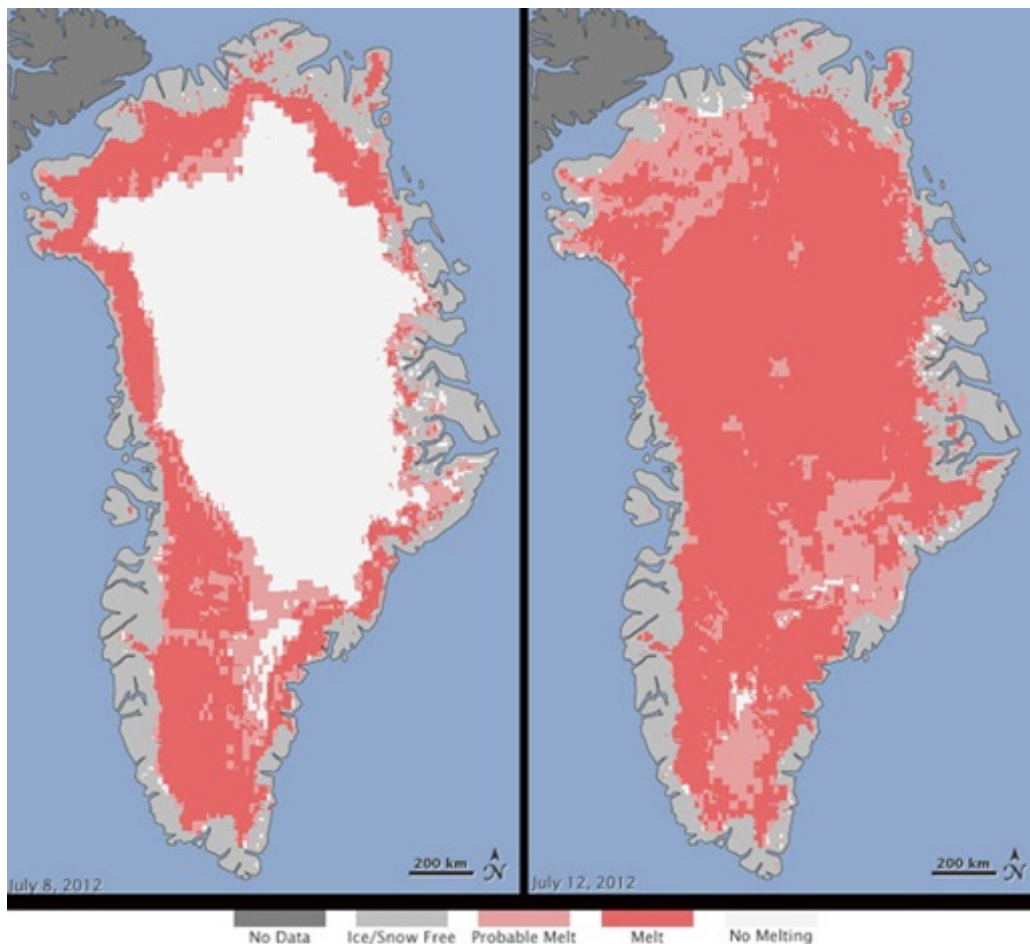 200 km
N
July 8, 2012
200 km
N
July 12, 2012
No Data
Ice/Snow Free
Probable Melt
Melt
No Melting